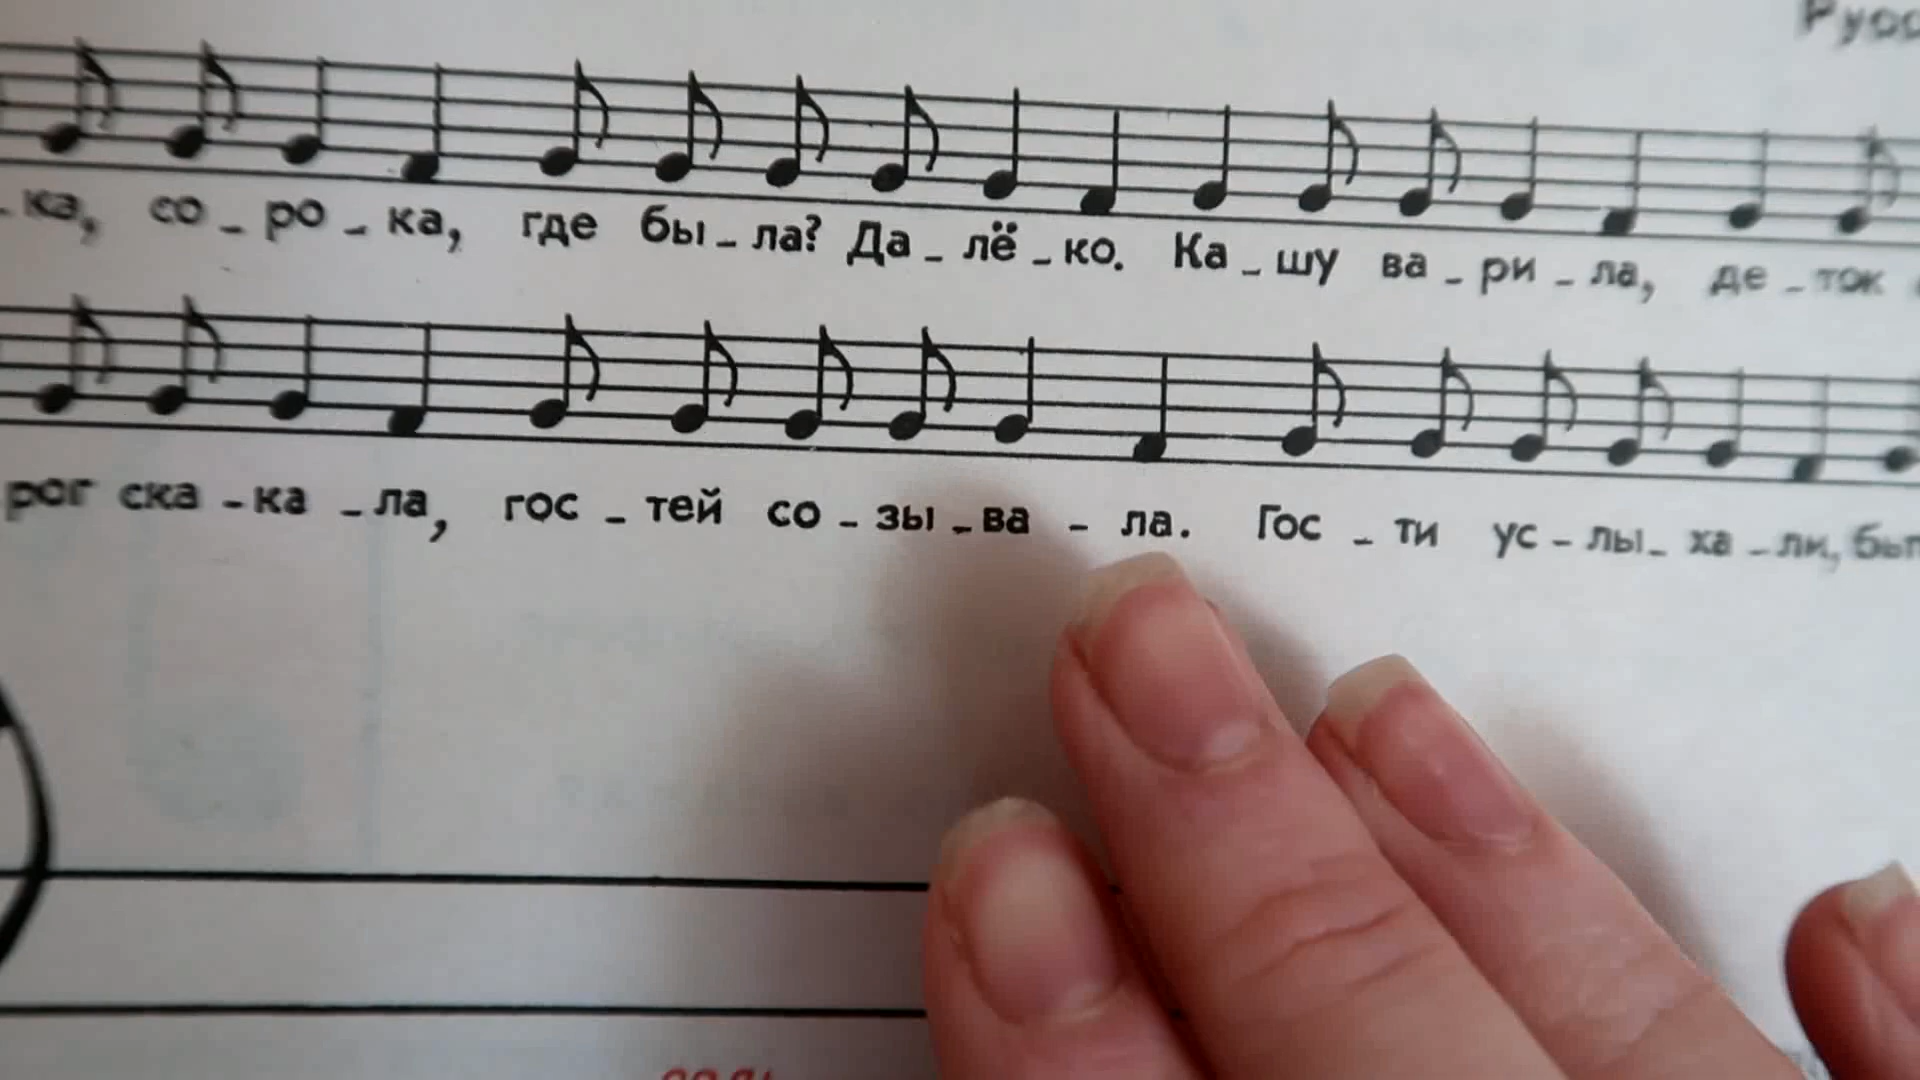 Русс
ка, со - ро - ка, где бы - ла? Да - лё - ко. Ка - шу ва - ри - ла, де - ток
рог ска - ка - ла, гос - тей со - зы - ва - ла. Гос - ти ус - лы - ха - ли,